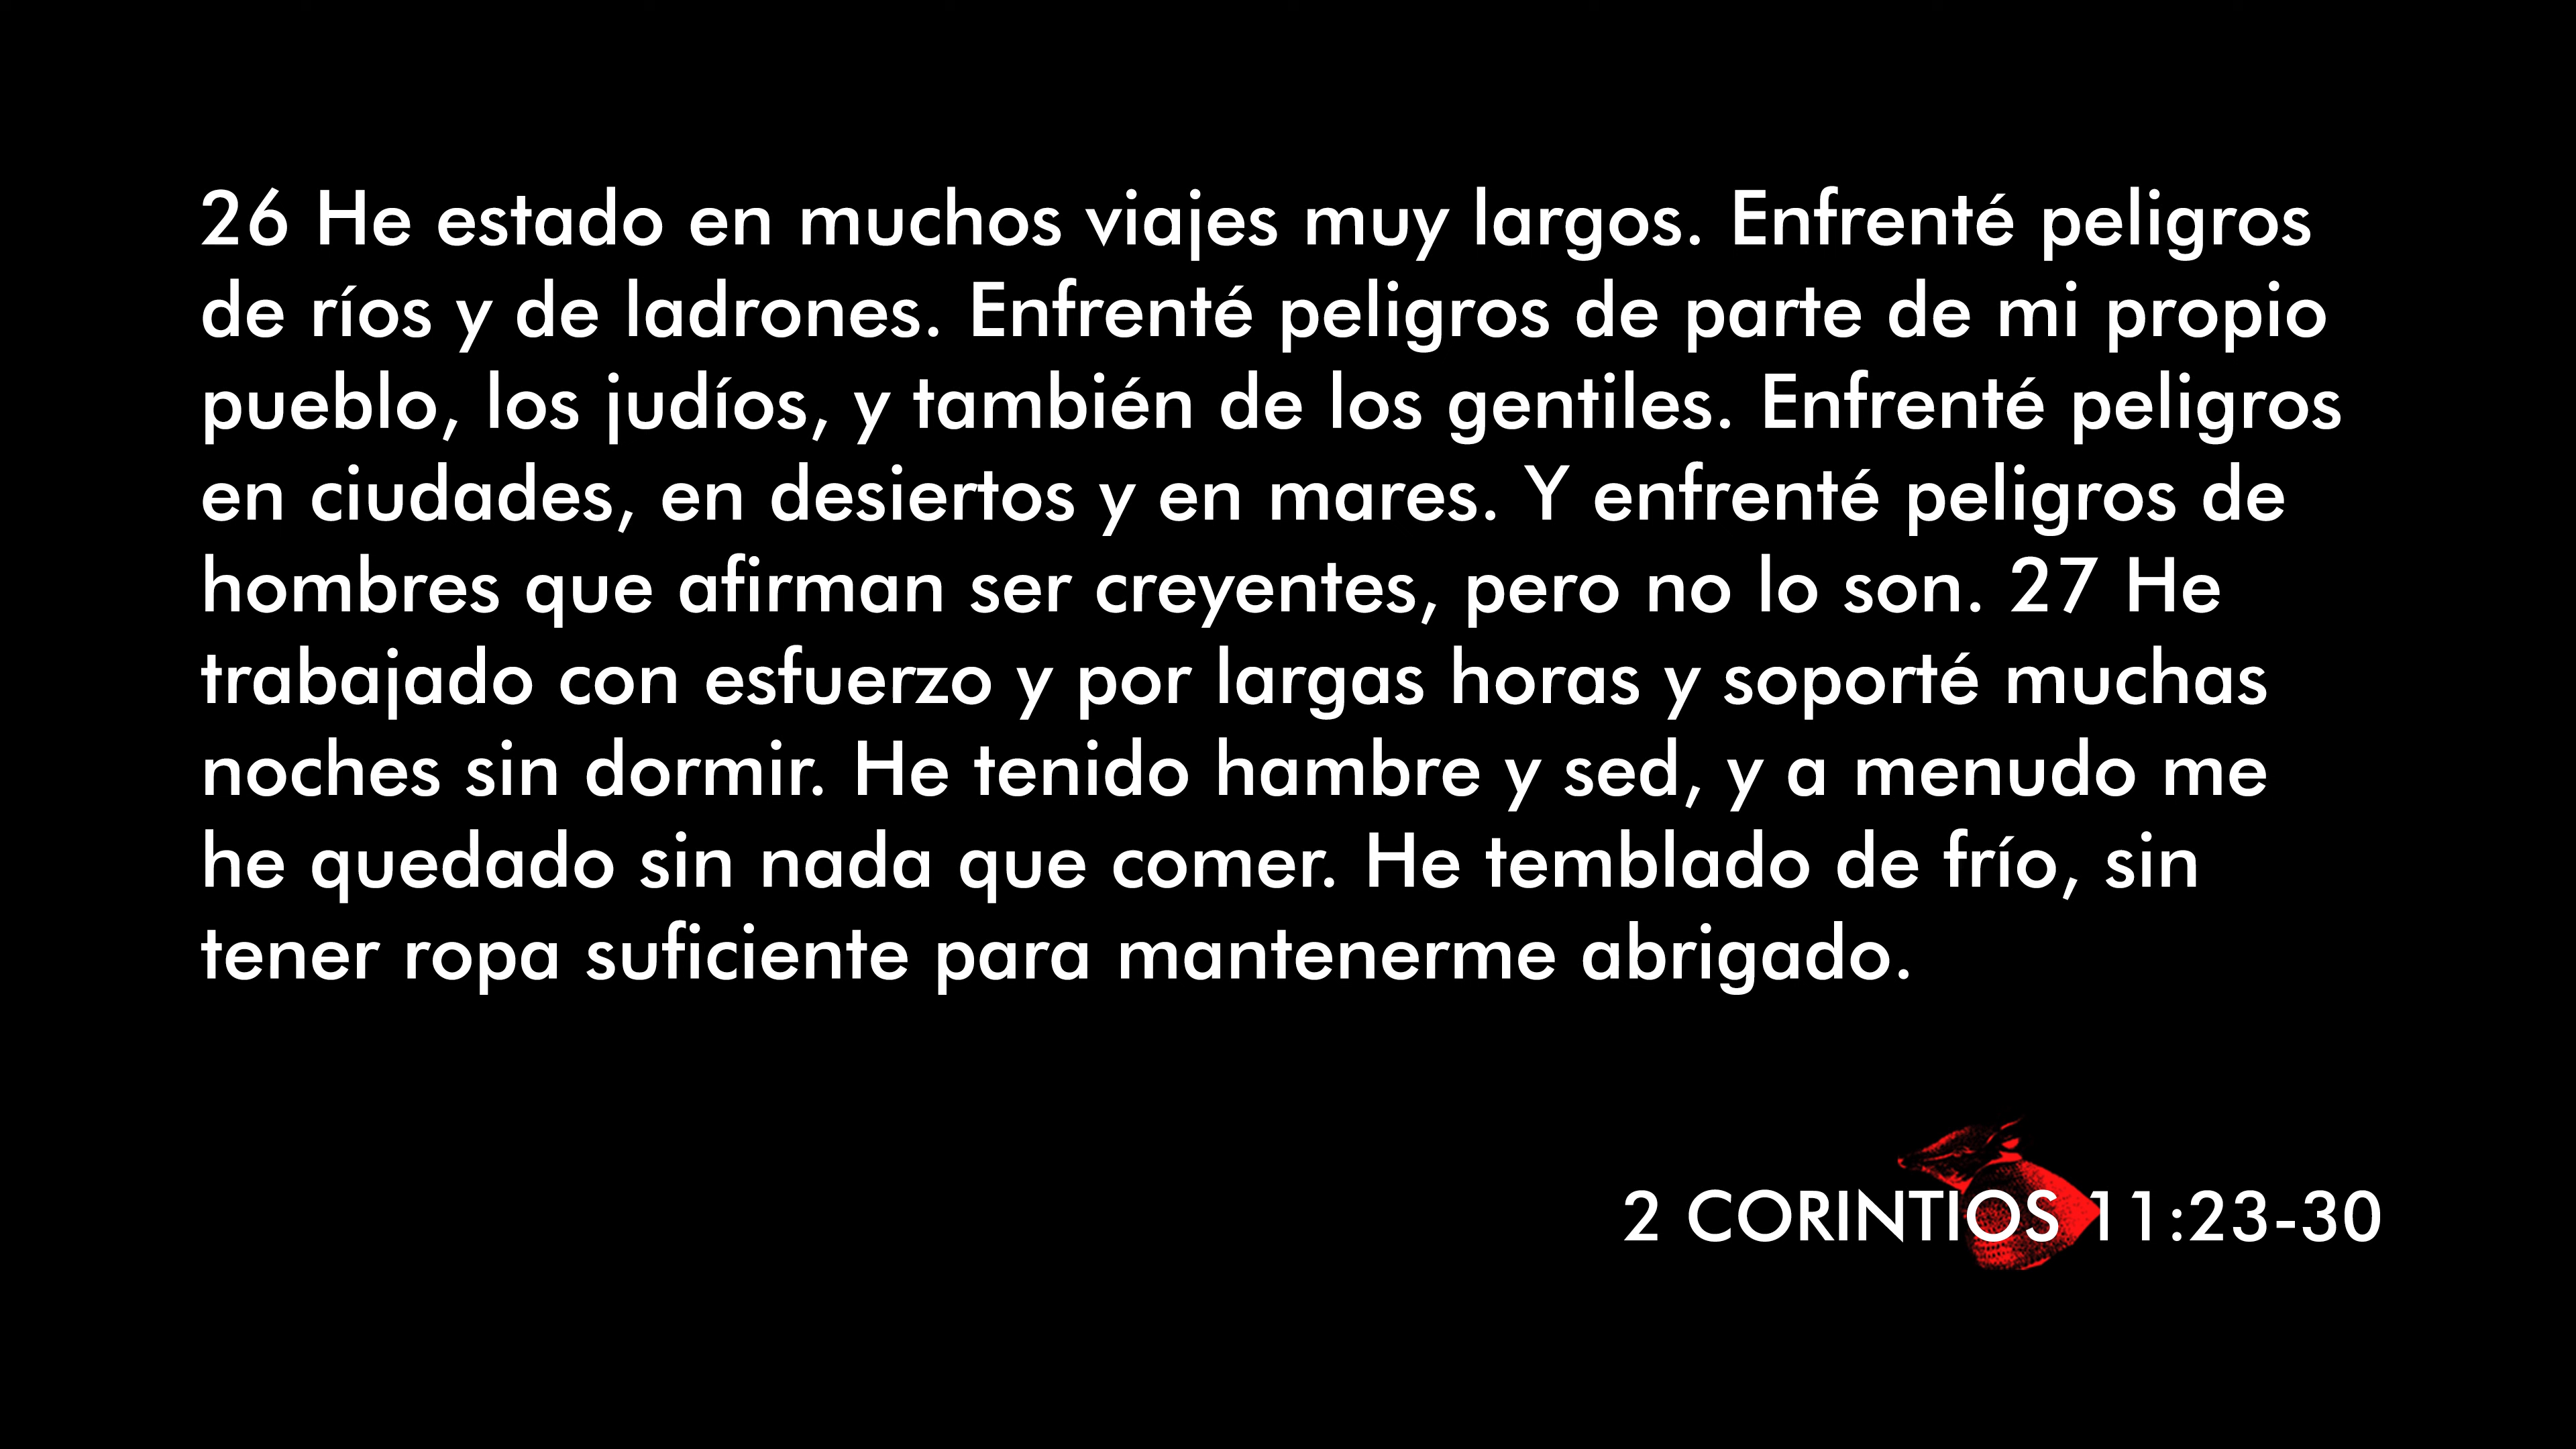 26 He estado en muchos viajes muy largos. Enfrenté peligros
de ríos y de ladrones. Enfrenté peligros de parte de mi propio
pueblo, los judíos, y también de los gentiles. Enfrenté peligros
en ciudades, en desiertos y en mares. Y enfrenté peligros de
hombres que afirman ser creyentes, pero no lo son. 27 He
trabajado con esfuerzo y por largas horas y soporté muchas
noches sin dormir. He tenido hambre y sed, y a menudo me
he quedado sin nada que comer. He temblado de frío, sin
tener ropa suficiente para mantenerme abrigado.
2 CORINTIOS 11:23-30